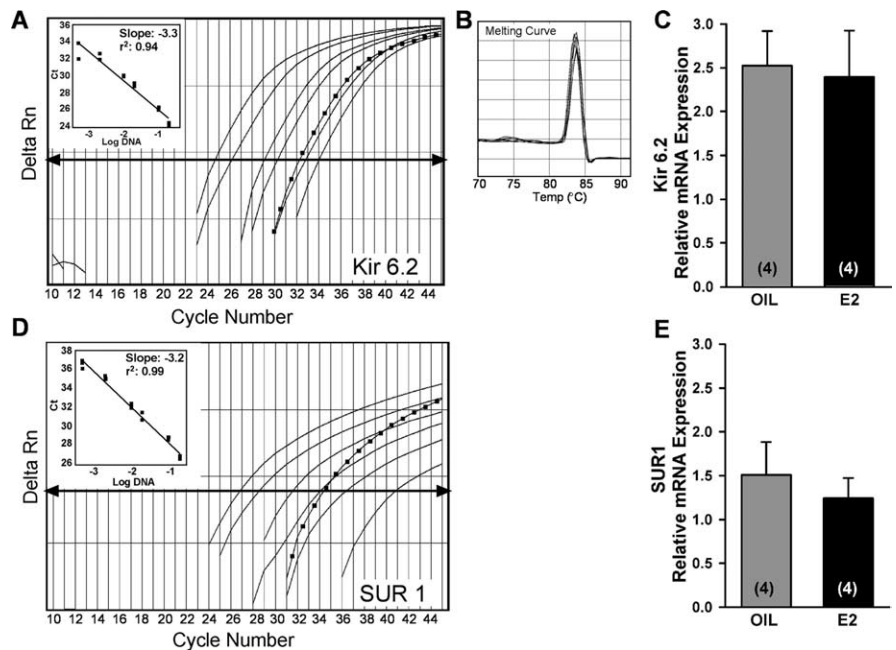 A
Slope: -3.3
r²: 0.94
36
34
32
30
28
26
24
Ct
-3 -2 -1
Log DNA
Delta Rn
Kir 6.2
10 12 14 16 18 20 22 24 26 28 30 32 34 36 38 40 42 44
Cycle Number
B
Melting Curve
70 75 80 85 90
Temp (°C)
C
Kir 6.2
Relative mRNA Expression
3.0
2.5
2.0
1.5
1.0
0.5
0.0
(4) (4)
OIL E2
D
Slope: -3.2
r²: 0.99
38
36
34
32
30
28
26
Ct
-3 -2 -1
Log DNA
Delta Rn
SUR 1
10 12 14 16 18 20 22 24 26 28 30 32 34 36 38 40 42 44
Cycle Number
E
SUR1
Relative mRNA Expression
3.0
2.5
2.0
1.5
1.0
0.5
0.0
(4) (4)
OIL E2